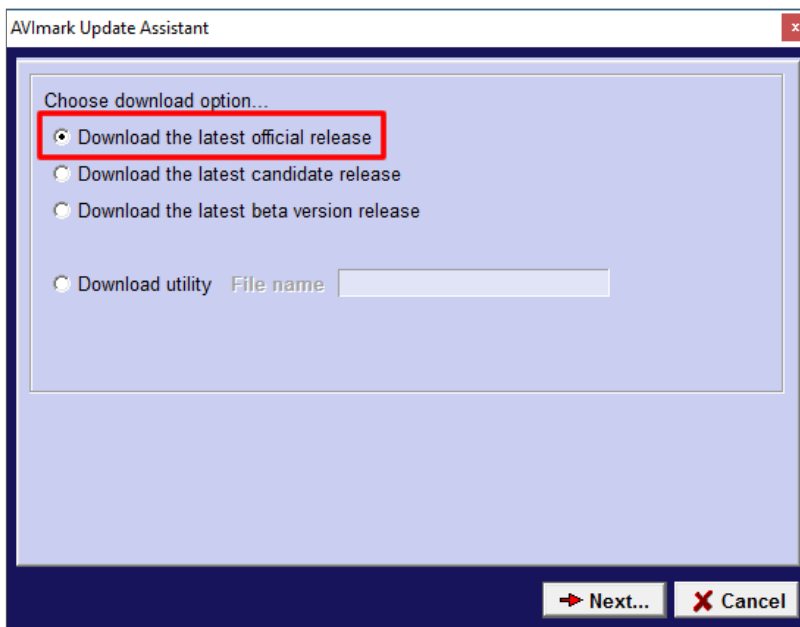 AVImark Update Assistant
x
Choose download option...
Download the latest official release
Download the latest candidate release
Download the latest beta version release
Download utility File name
Next... Cancel